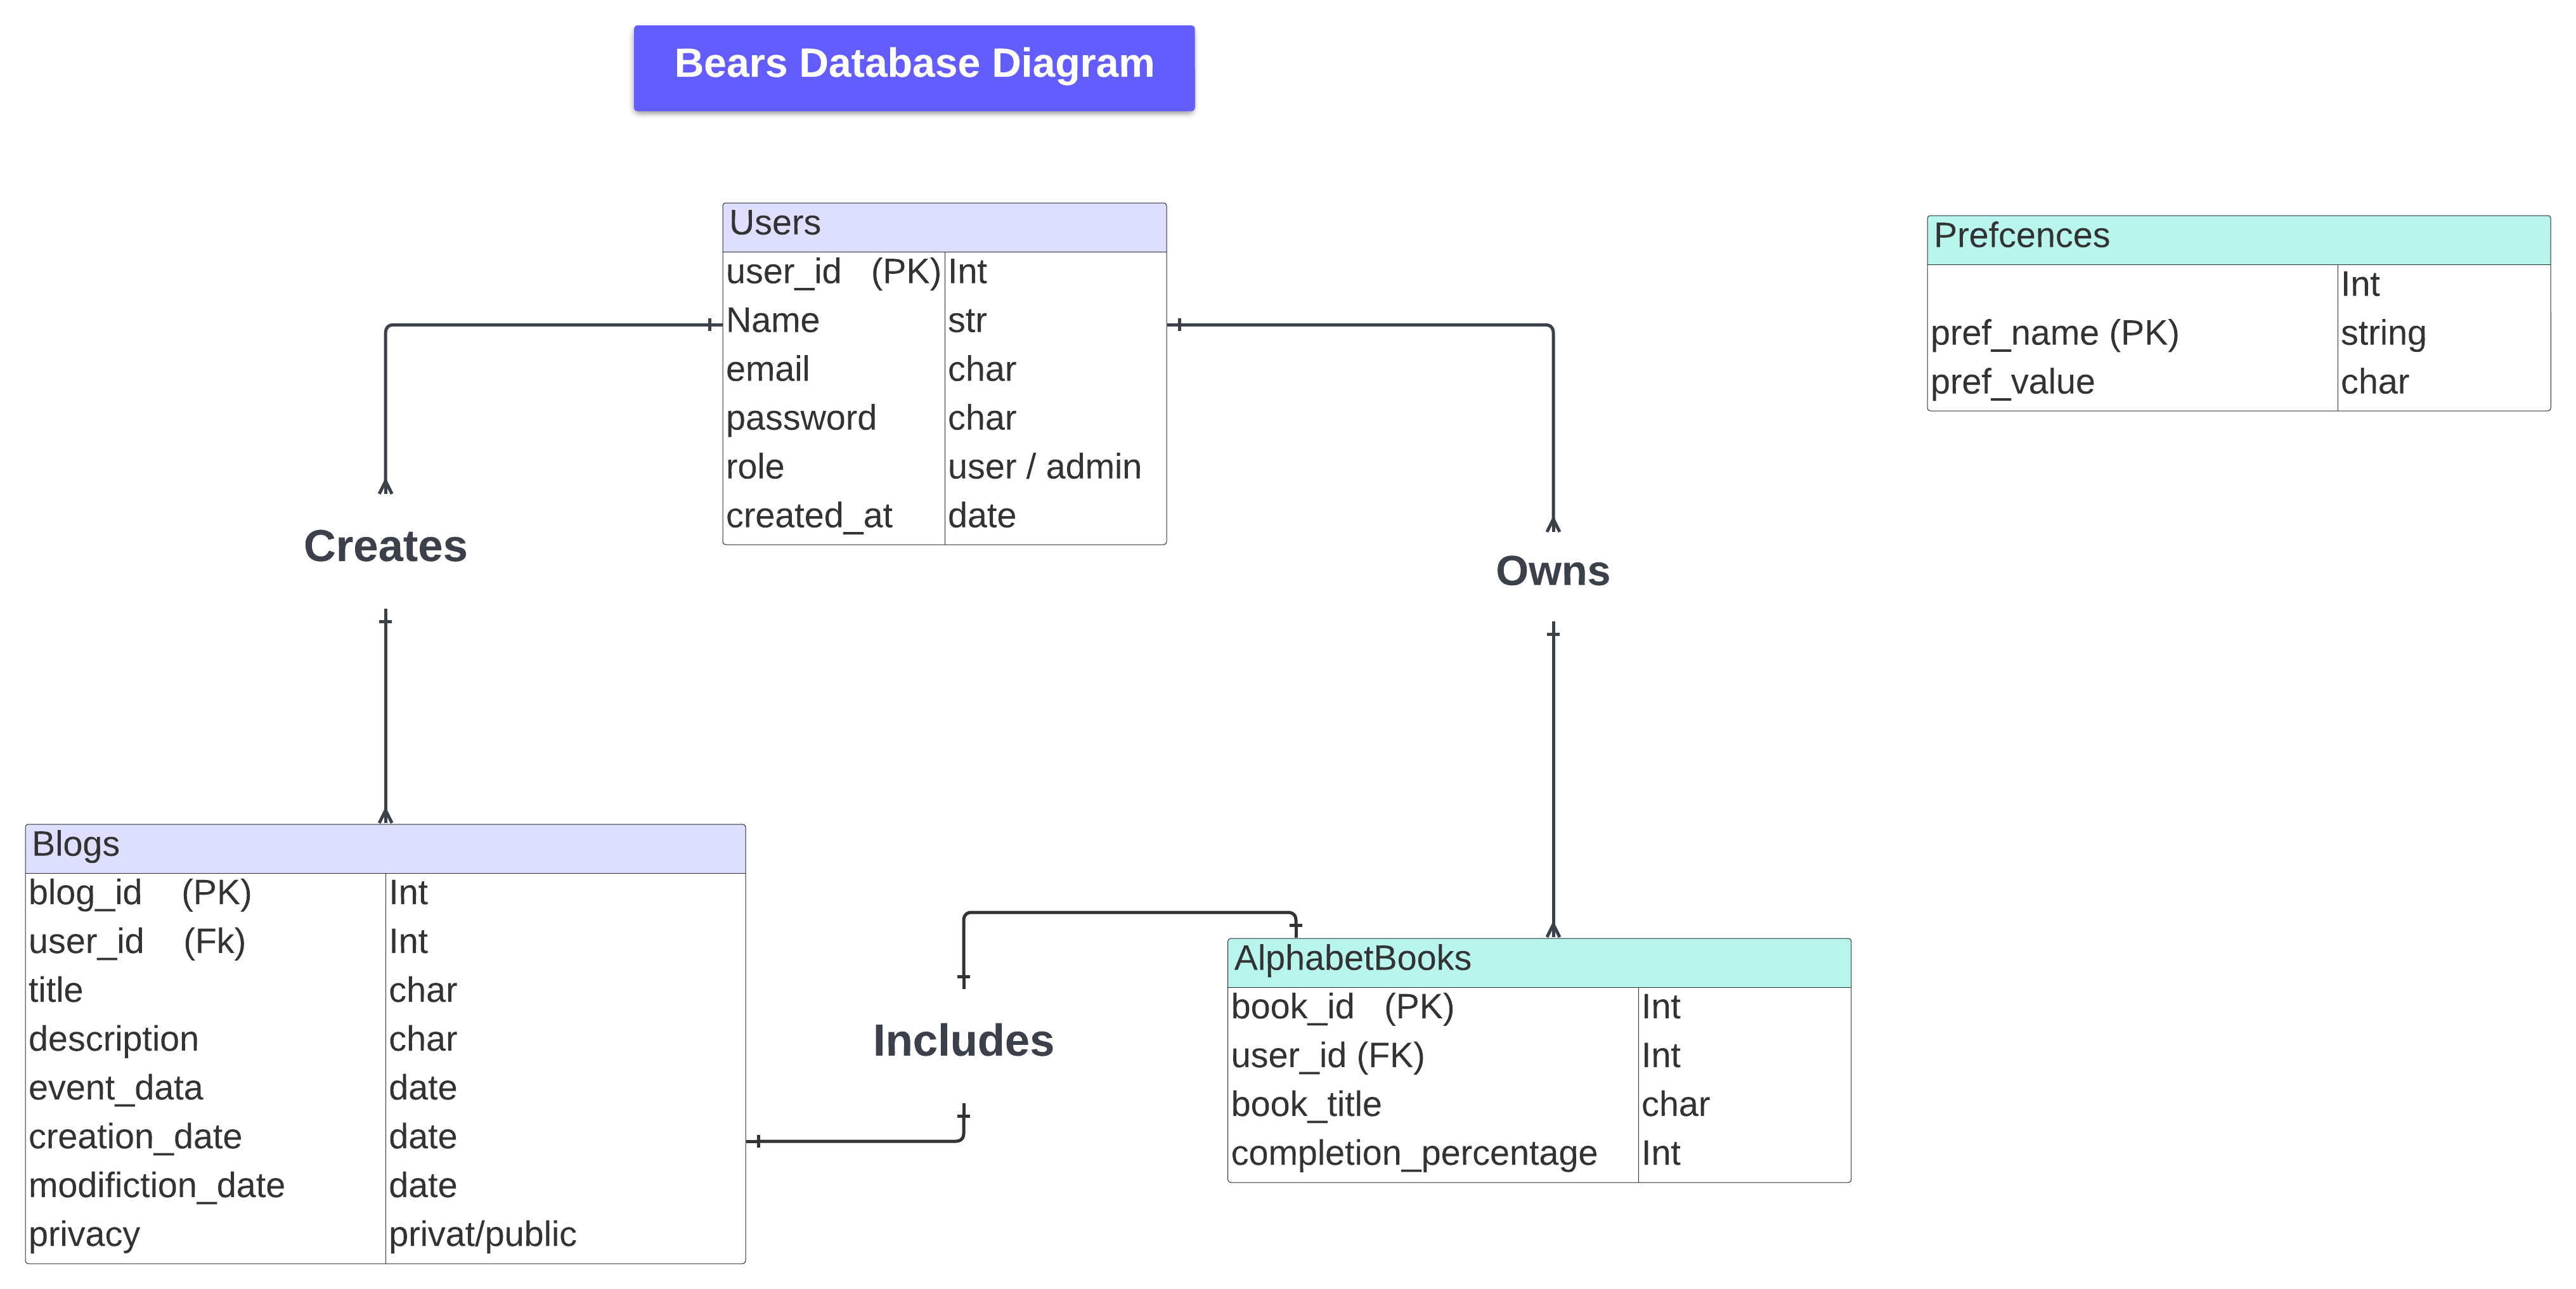 Bears Database Diagram
Users
user_id (PK) Int
Name str
email char
password char
role user / admin
created_at date
Prefcences
Int
pref_name (PK) string
pref_value char
Creates
Owns
Blogs
blog_id (PK) Int
user_id (Fk) Int
title char
description char
event_data date
creation_date date
modifiction_date date
privacy privat/public
Includes
AlphabetBooks
book_id (PK) Int
user_id (FK) Int
book_title char
completion_percentage Int